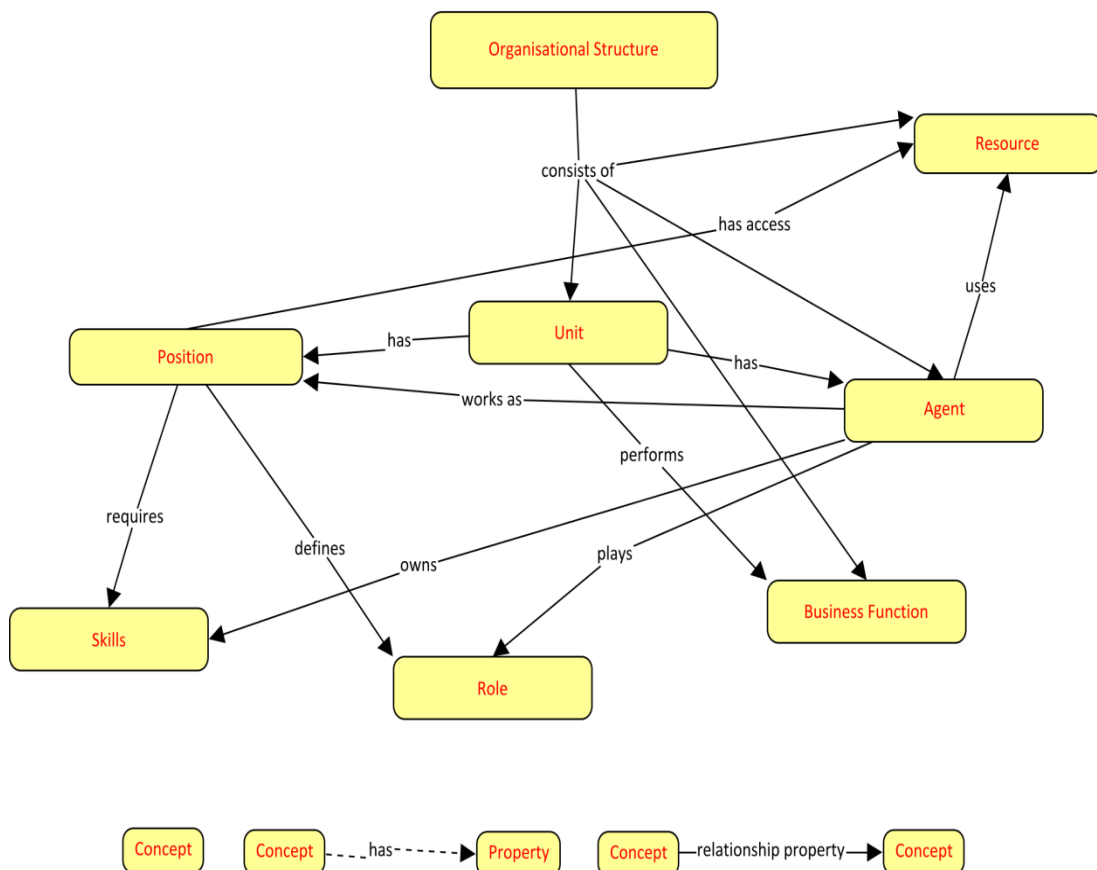 Organisational Structure
Resource
consists of
has access
uses
Unit
has
Position
has
works as
Agent
performs
requires
defines
owns
plays
Business Function
Skills
Role
Concept
Concept
has
Property
Concept
relationship property
Concept